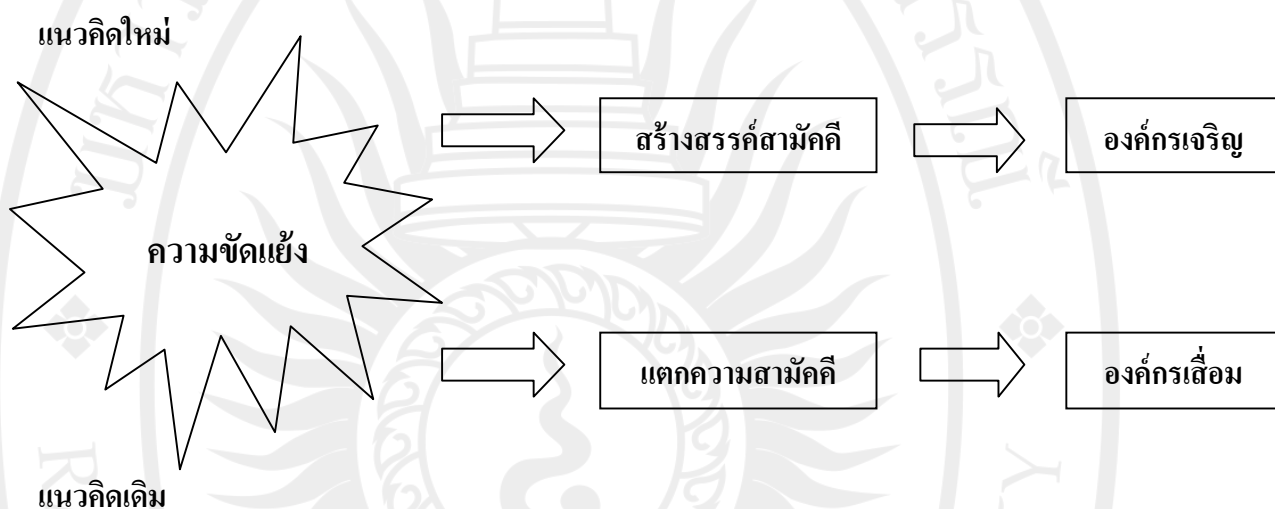 แนวคิดใหม่
สร้างสรรค์สามัคคี
องค์กรเจริญ
ความขัดแย้ง
แตกความสามัคคี
องค์กรเสื่อม
แนวคิดเดิม